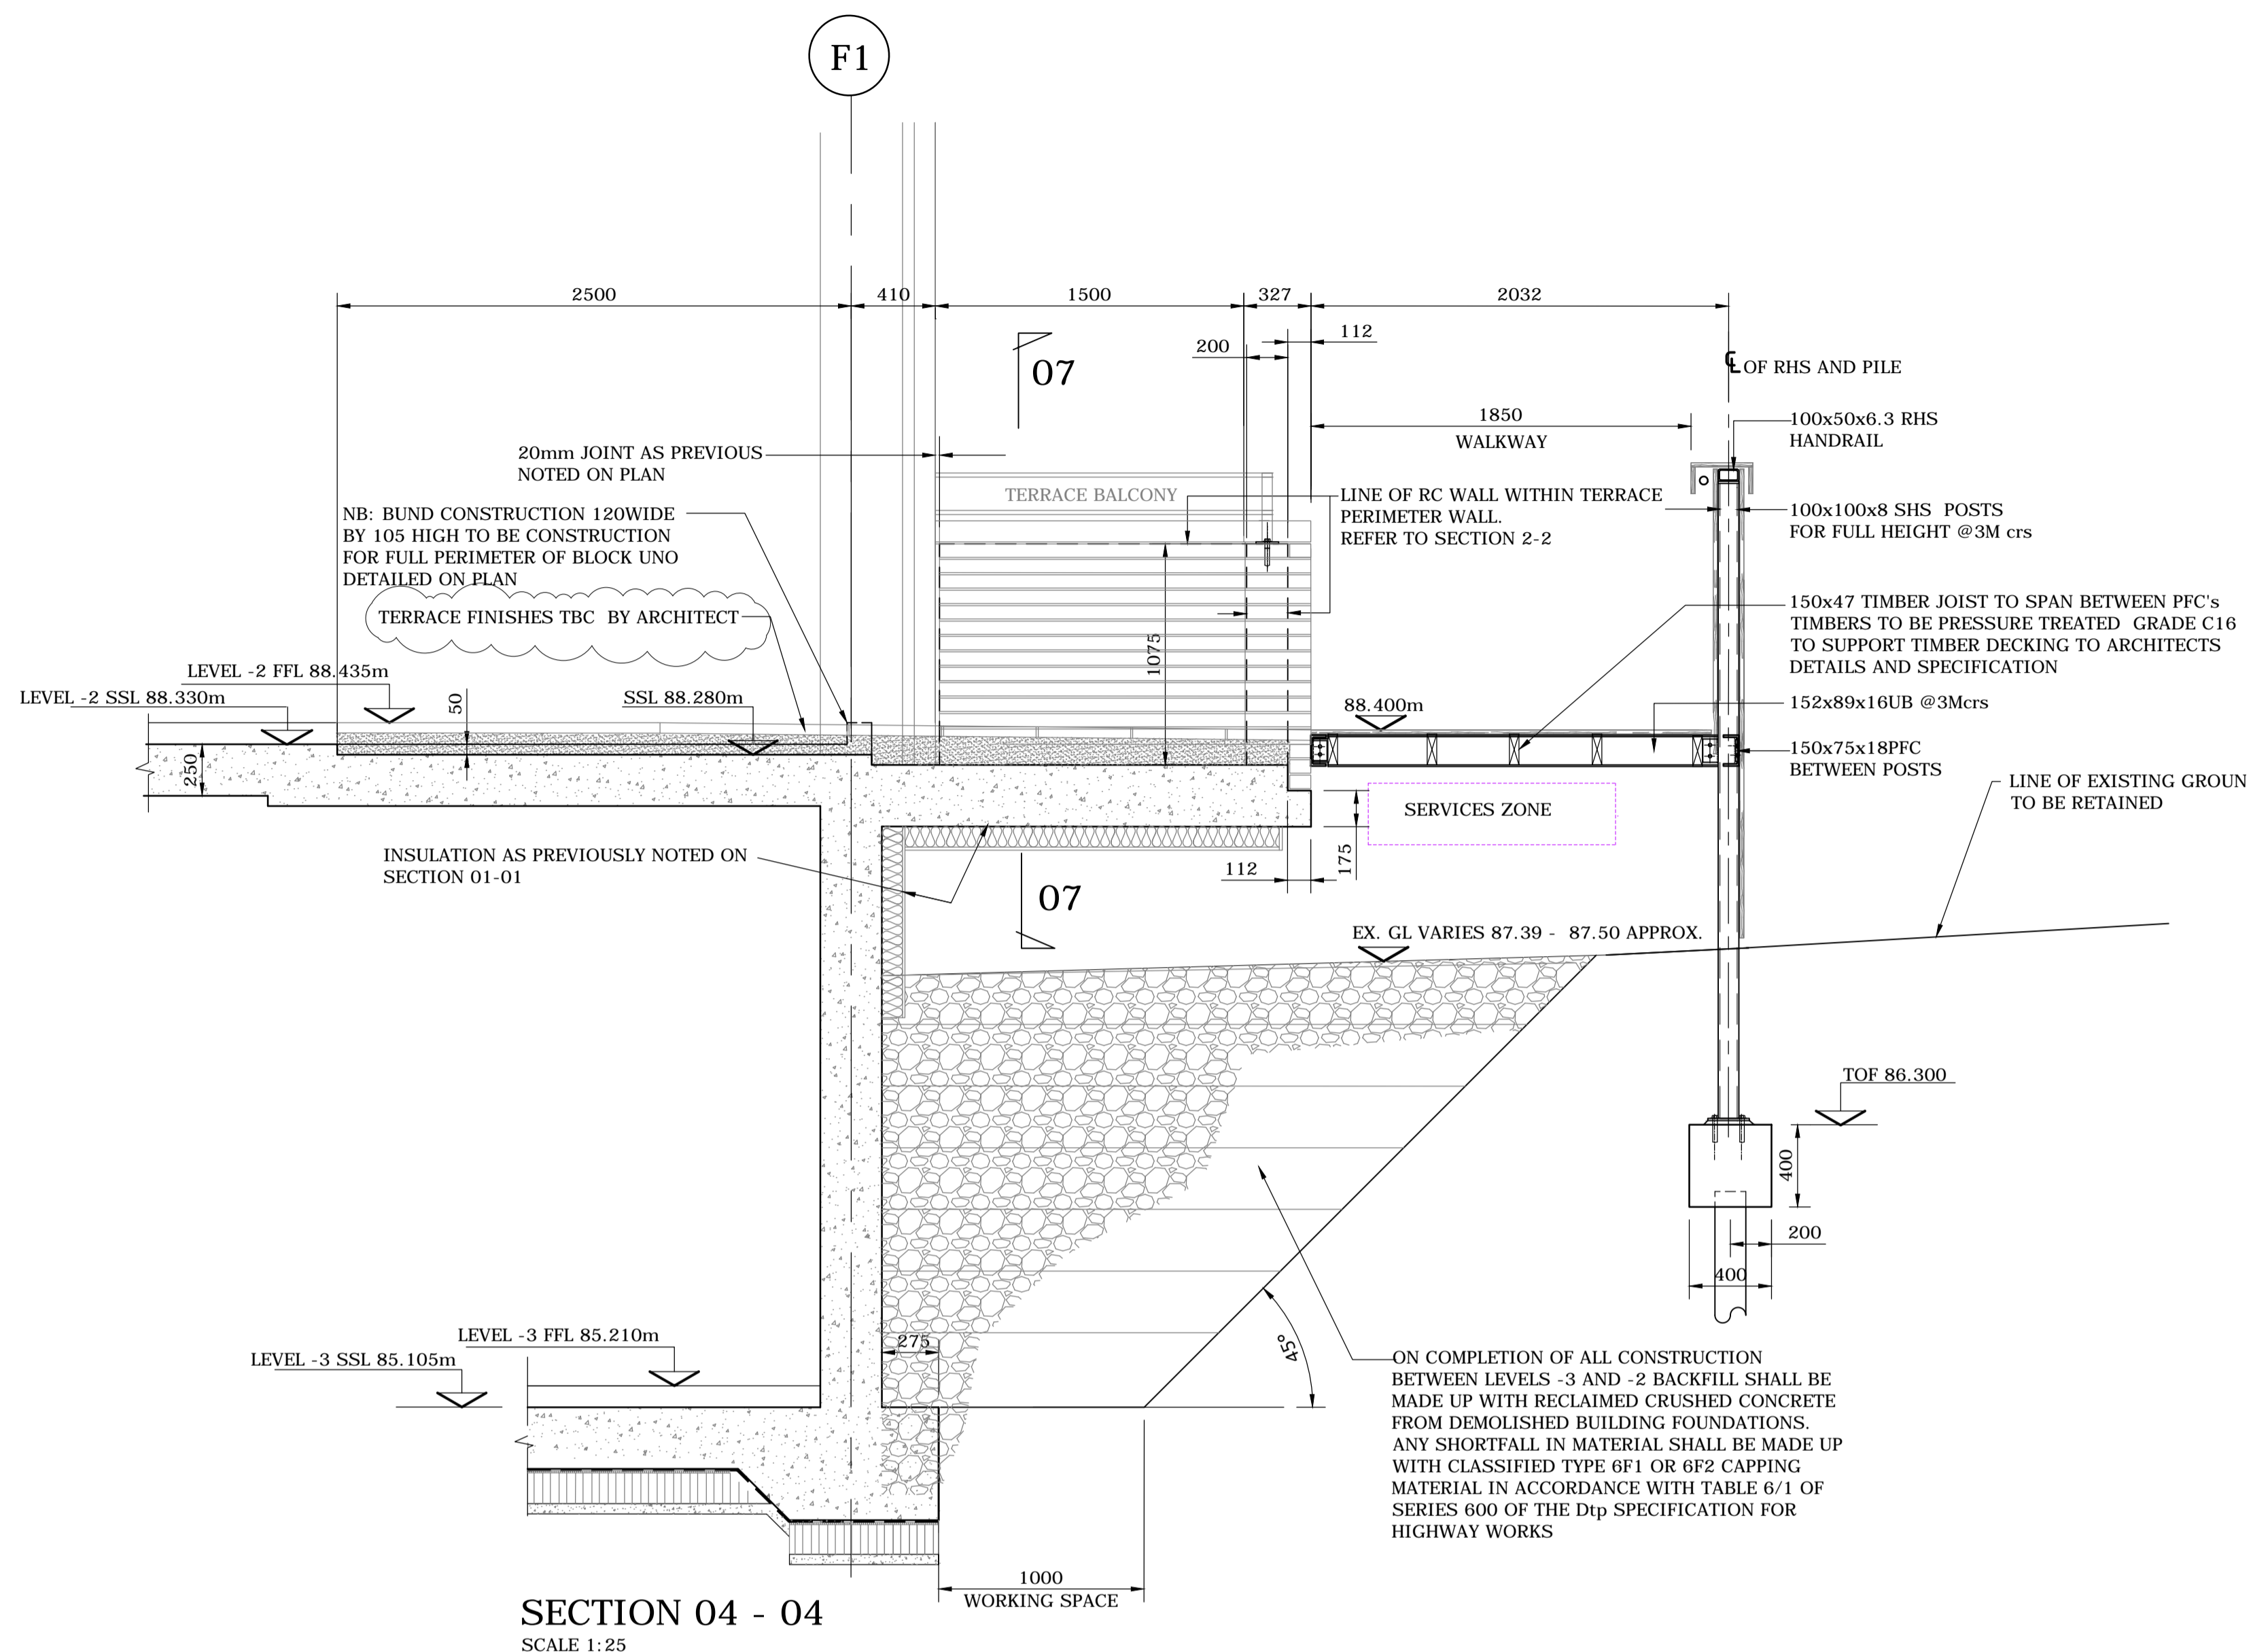 F1
2500
410
1500
327
2032
112
200
07
℄ OF RHS AND PILE
1850
WALKWAY
100x50x6.3 RHS
HANDRAIL
20mm JOINT AS PREVIOUS
NOTED ON PLAN
TERRACE BALCONY
LINE OF RC WALL WITHIN TERRACE
PERIMETER WALL.
REFER TO SECTION 2-2
100x100x8 SHS POSTS
FOR FULL HEIGHT @3M crs
NB: BUND CONSTRUCTION 120WIDE
BY 105 HIGH TO BE CONSTRUCTION
FOR FULL PERIMETER OF BLOCK UNO
DETAILED ON PLAN
TERRACE FINISHES TBC BY ARCHITECT
1075
150x47 TIMBER JOIST TO SPAN BETWEEN PFC's
TIMBERS TO BE PRESSURE TREATED GRADE C16
TO SUPPORT TIMBER DECKING TO ARCHITECTS
DETAILS AND SPECIFICATION
LEVEL -2 FFL 88.435m
LEVEL -2 SSL 88.330m
50
SSL 88.280m
88.400m
152x89x16UB @3Mcrs
150x75x18PFC
BETWEEN POSTS
250
LINE OF EXISTING GROUN
TO BE RETAINED
SERVICES ZONE
INSULATION AS PREVIOUSLY NOTED ON
SECTION 01-01
112
175
07
EX. GL VARIES 87.39 - 87.50 APPROX.
TOF 86.300
400
200
400
LEVEL -3 FFL 85.210m
LEVEL -3 SSL 85.105m
275
45°
ON COMPLETION OF ALL CONSTRUCTION
BETWEEN LEVELS -3 AND -2 BACKFILL SHALL BE
MADE UP WITH RECLAIMED CRUSHED CONCRETE
FROM DEMOLISHED BUILDING FOUNDATIONS.
ANY SHORTFALL IN MATERIAL SHALL BE MADE UP
WITH CLASSIFIED TYPE 6F1 OR 6F2 CAPPING
MATERIAL IN ACCORDANCE WITH TABLE 6/1 OF
SERIES 600 OF THE Dtp SPECIFICATION FOR
HIGHWAY WORKS
1000
WORKING SPACE
SECTION 04 - 04
SCALE 1:25